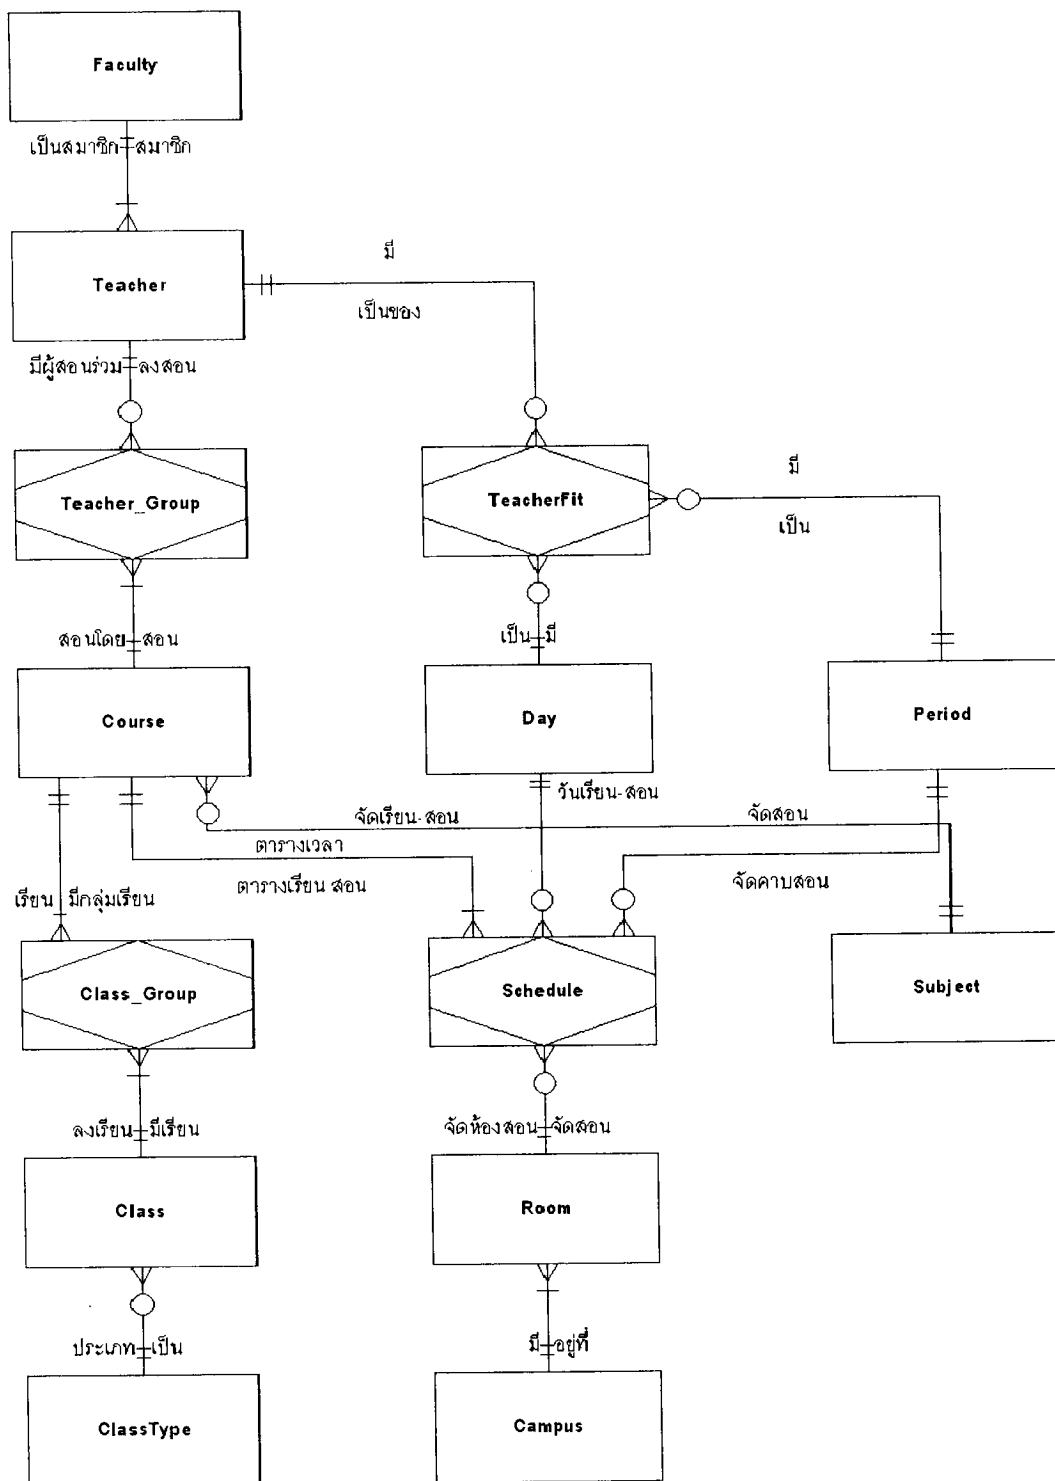 Faculty
เป็นสมาชิก สมาชิก
Teacher
มี
เป็นของ
มีผู้สอนร่วม ลงสอน
Teacher_Group
TeacherFit
มี
เป็น
สอนโดย สอน
เป็น มี
Course
Day
Period
วันเรียน-สอน
จัดเรียน-สอน
จัดสอน
ตารางเวลา
ตารางเรียน สอน
จัดคาบสอน
เรียน มีกลุ่มเรียน
Class_Group
Schedule
Subject
ลงเรียน มีเรียน
จัดห้องสอน จัดสอน
Class
Room
ประเภท เป็น
มี อยู่ที่
ClassType
Campus